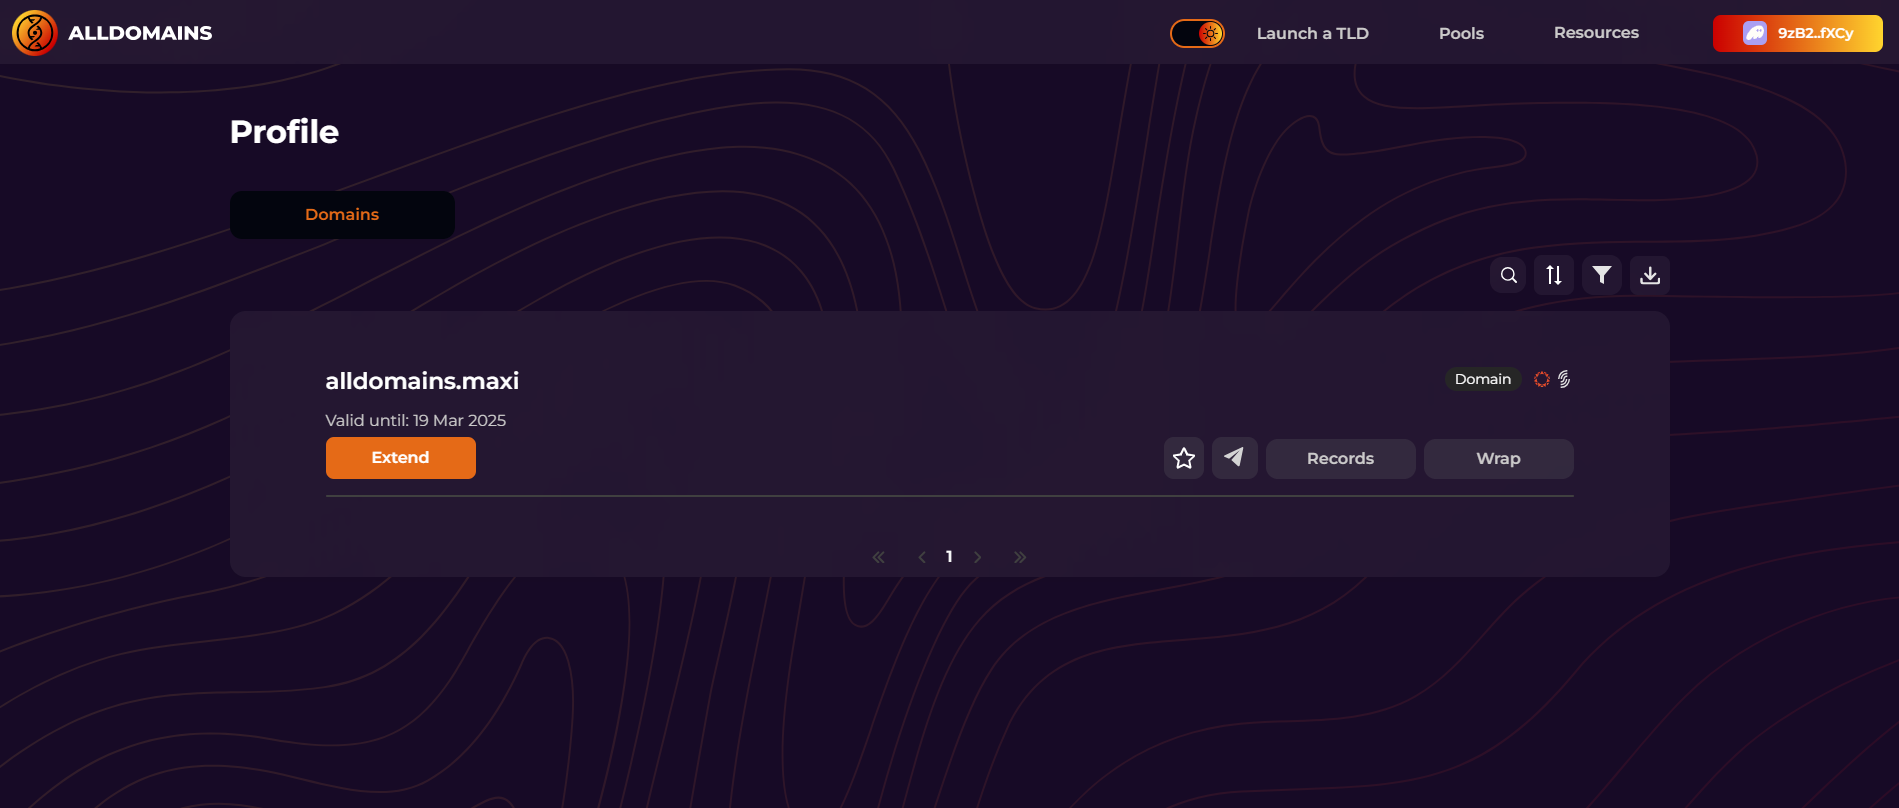 ALLDOMAINS
Launch a TLD
Pools
Resources
9zB2..fXCy
Profile
Domains
alldomains.maxi
Domain
Valid until: 19 Mar 2025
Extend
Records
Wrap
1